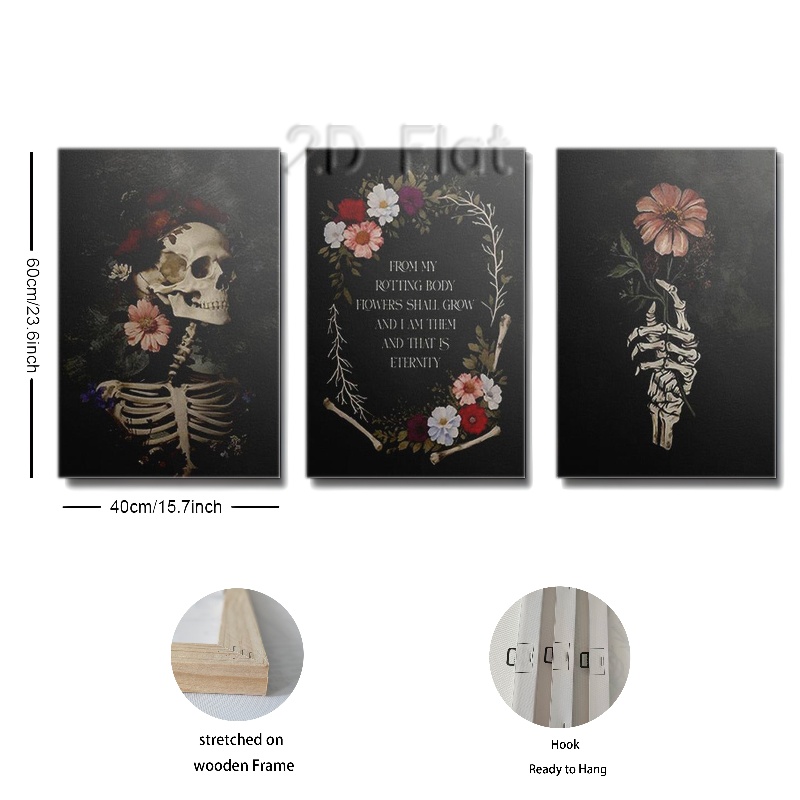 2D Flat
60cm/23.6inch
FROM MY
ROTTING BODY
FLOWERS SHALL GROW
AND I AM THEM
AND THAT IS
ETERNITY
40cm/15.7inch
stretched on
wooden Frame
Hook
Ready to Hang